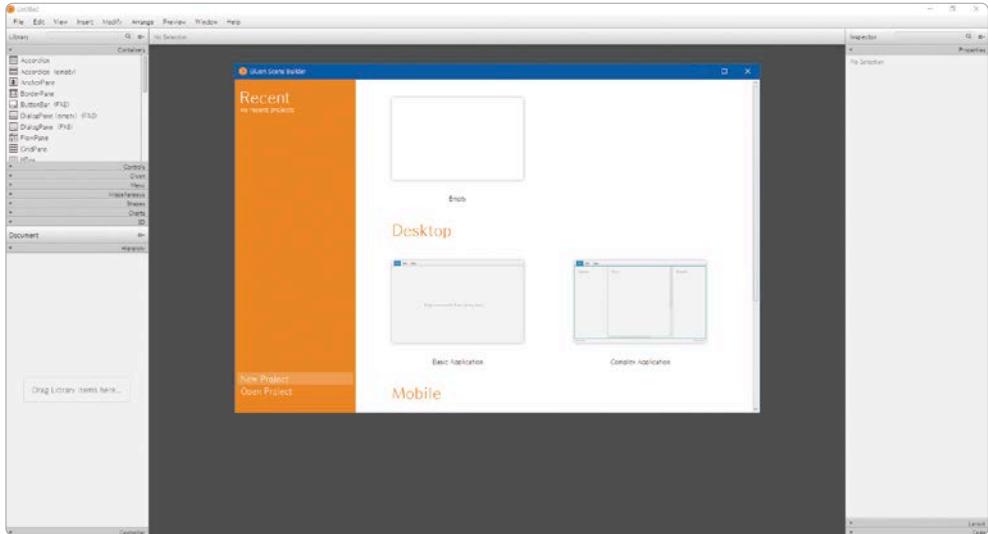 Untitled
File Edit View Insert Modify Arrange Preview Window Help
Library
Containers
Accordion
Accordion (empty)
AnchorPane
BorderPane
ButtonBar (FX8)
DialogPane (empty) (FX8)
DialogPane (FX8)
FlowPane
GridPane
HBox
Controls
Gluon
Menu
Miscellaneous
Shapes
Charts
3D
Document
Hierarchy
Drag Library items here...
Controller
No Selection
Gluon Scene Builder
Recent
no recent projects
New Project
Open Project
Empty
Desktop
Basic Application
Complex Application
Mobile
Inspector
Properties
No Selection
Layout
Code